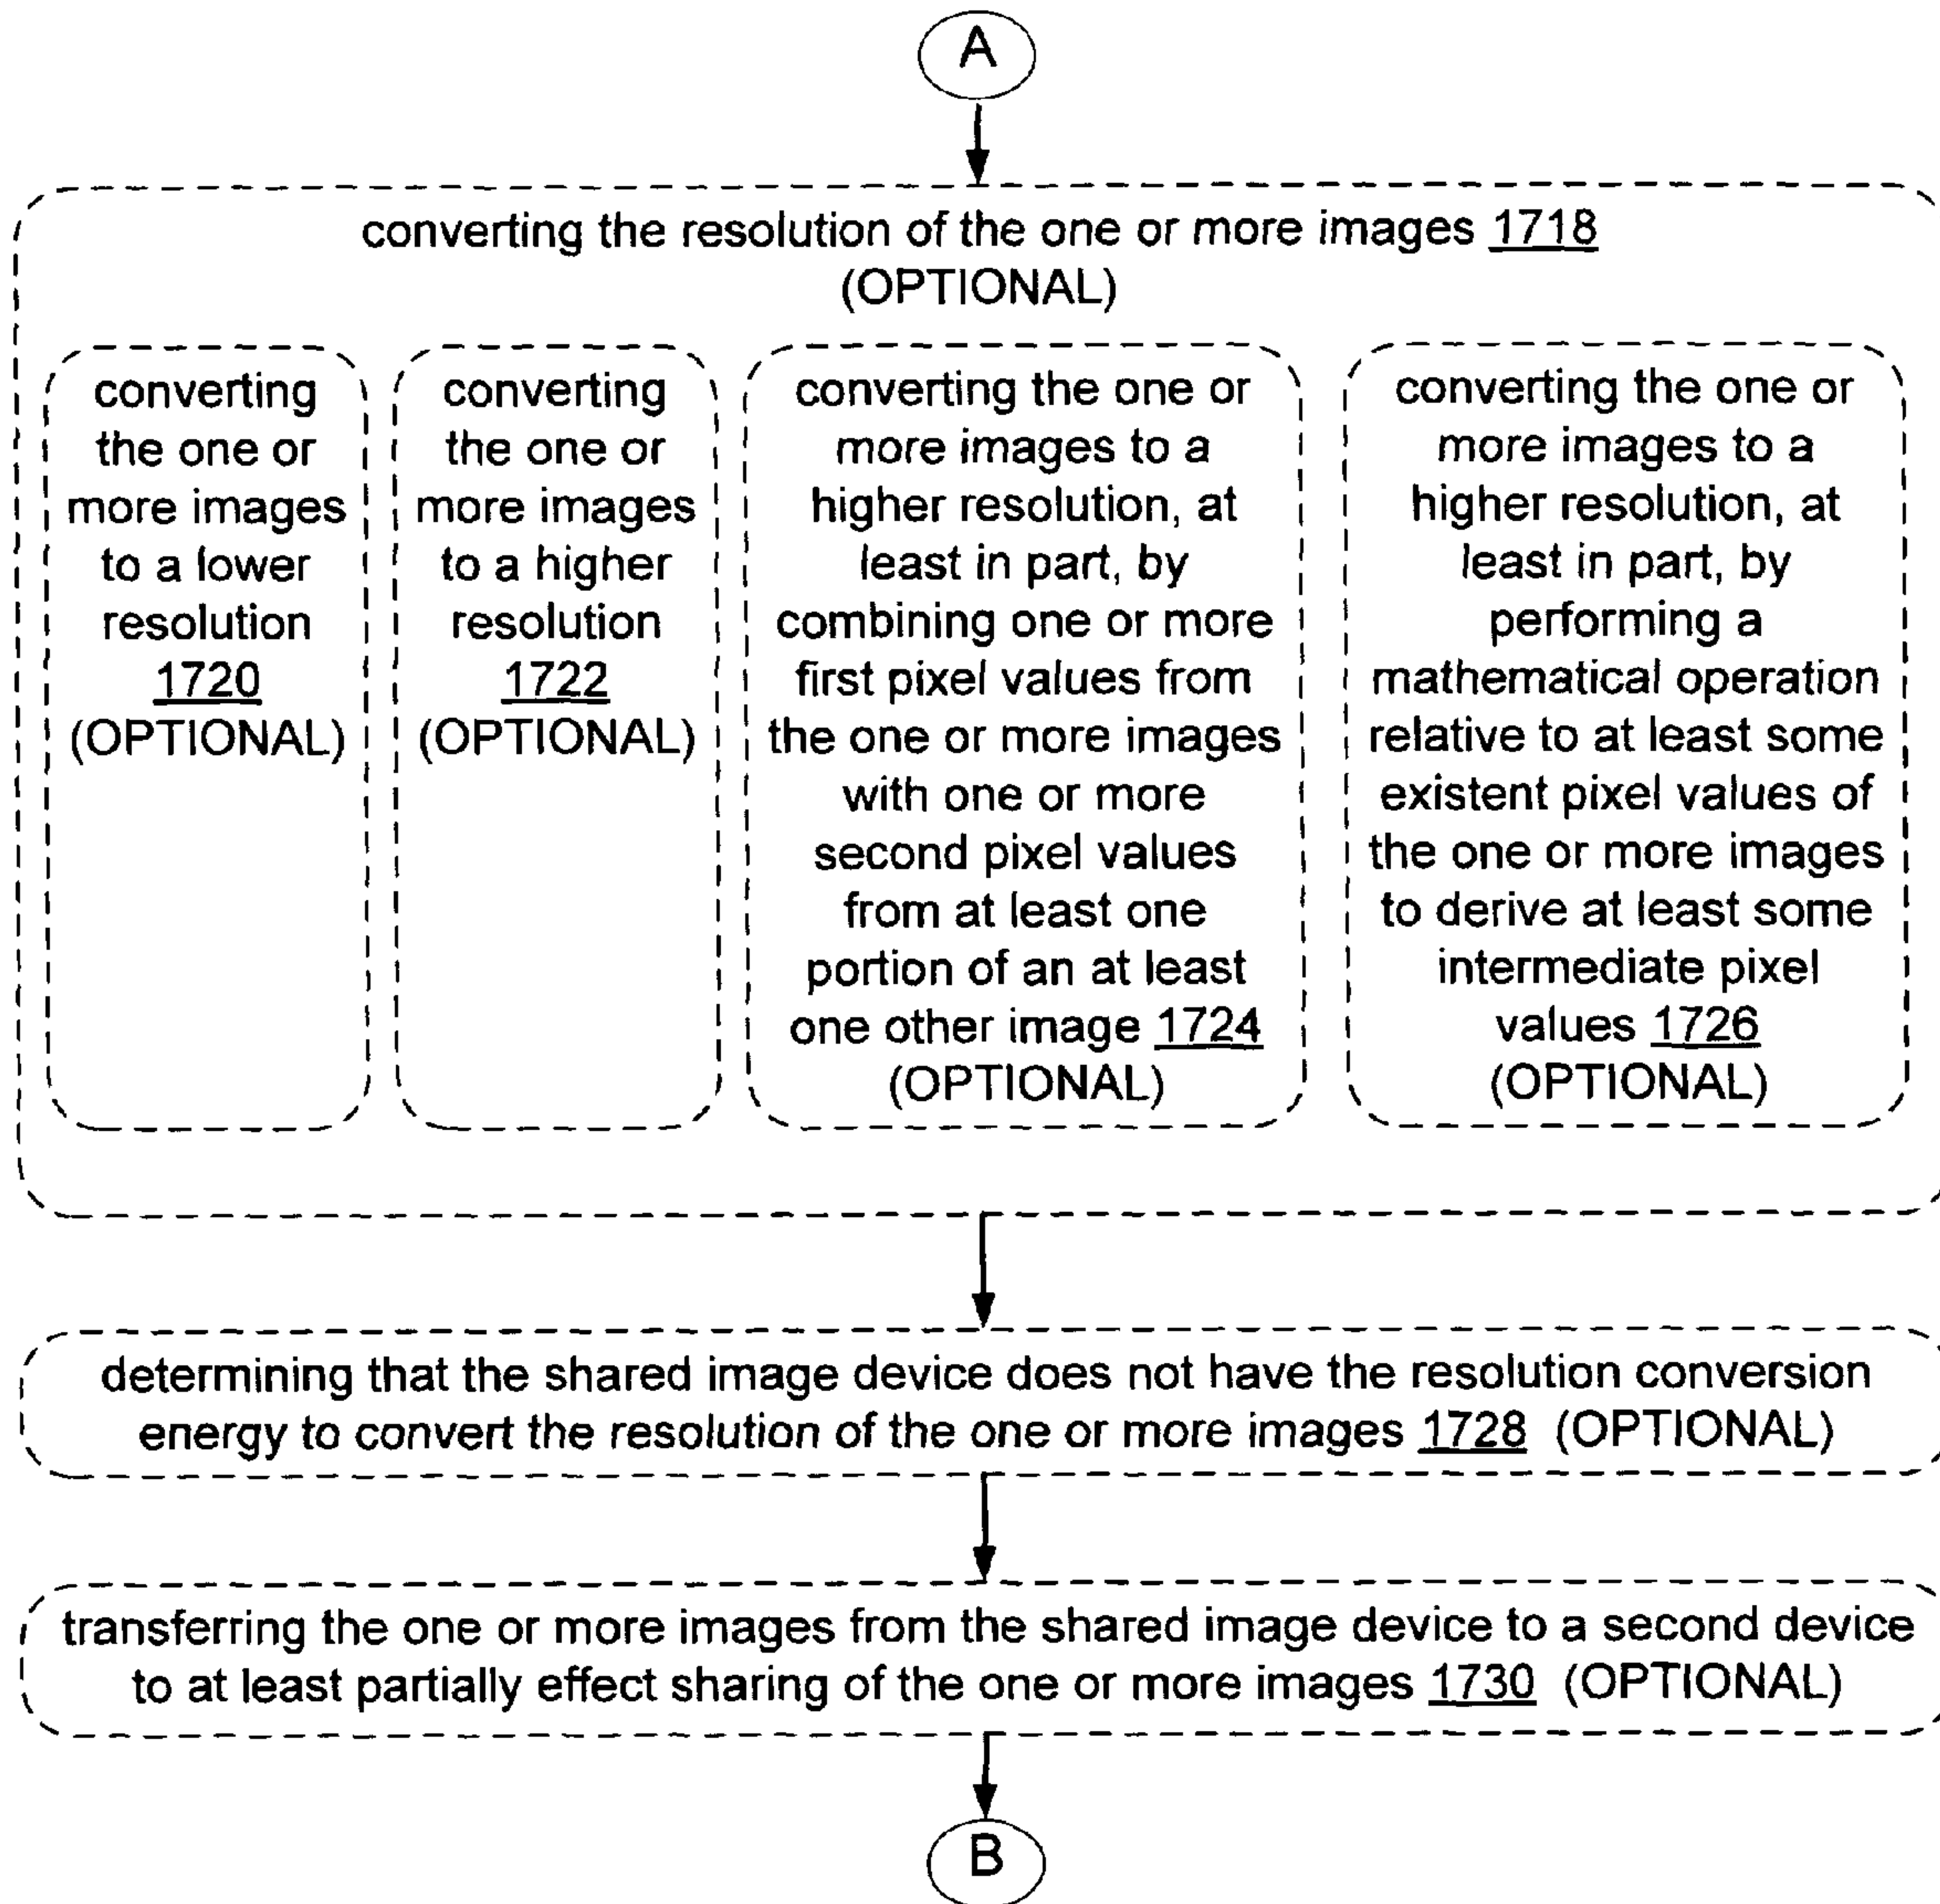 A
converting the resolution of the one or more images 1718
(OPTIONAL)
converting
the one or
more images
to a lower
resolution
1720
(OPTIONAL)
converting
the one or
more images
to a higher
resolution
1722
(OPTIONAL)
converting the one or
more images to a
higher resolution, at
least in part, by
combining one or more
first pixel values from
the one or more images
with one or more
second pixel values
from at least one
portion of an at least
one other image 1724
(OPTIONAL)
converting the one or
more images to a
higher resolution, at
least in part, by
performing a
mathematical operation
relative to at least some
existent pixel values of
the one or more images
to derive at least some
intermediate pixel
values 1726
(OPTIONAL)
determining that the shared image device does not have the resolution conversion
energy to convert the resolution of the one or more images 1728 (OPTIONAL)
transferring the one or more images from the shared image device to a second device
to at least partially effect sharing of the one or more images 1730 (OPTIONAL)
B